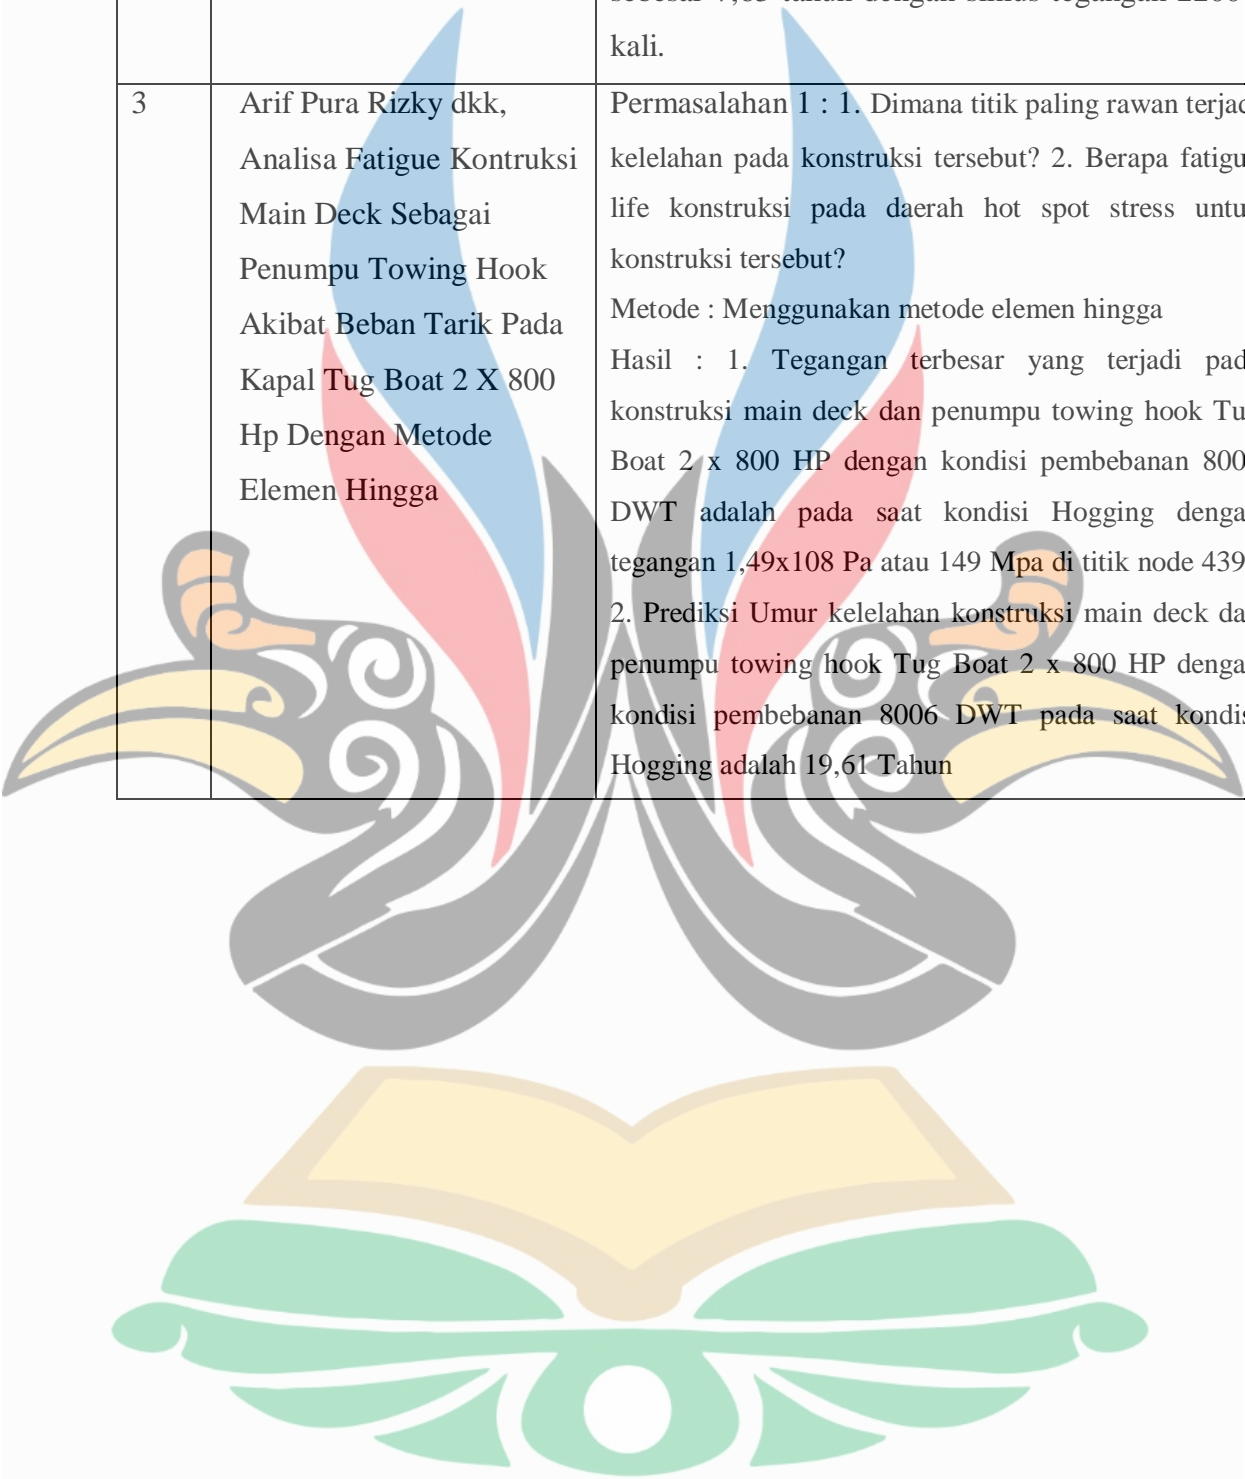 sebesar tahun dengan siklus tegangan
kali.
3
Arif Pura Rizky dkk,
Analisa Fatigue Kontruksi
Main Deck Sebagai
Penumpu Towing Hook
Akibat Beban Tarik Pada
Kapal Tug Boat 2 X 800
Hp Dengan Metode
Elemen Hingga
Permasalahan 1 : 1. Dimana titik paling rawan terjad
kelelahan pada konstruksi tersebut? 2. Berapa fatigu
life konstruksi pada daerah hot spot stress untu
konstruksi tersebut?
Metode : Menggunakan metode elemen hingga
Hasil : 1. Tegangan terbesar yang terjadi pad
konstruksi main deck dan penumpu towing hook Tu
Boat 2 x 800 HP dengan kondisi pembebanan 800
DWT adalah pada saat kondisi Hogging denga
tegangan 1,49x108 Pa atau 149 Mpa di titik node 439
2. Prediksi Umur kelelahan konstruksi main deck da
penumpu towing hook Tug Boat 2 x 800 HP denga
kondisi pembebanan 8006 DWT pada saat kondis
Hogging adalah 19,61 Tahun